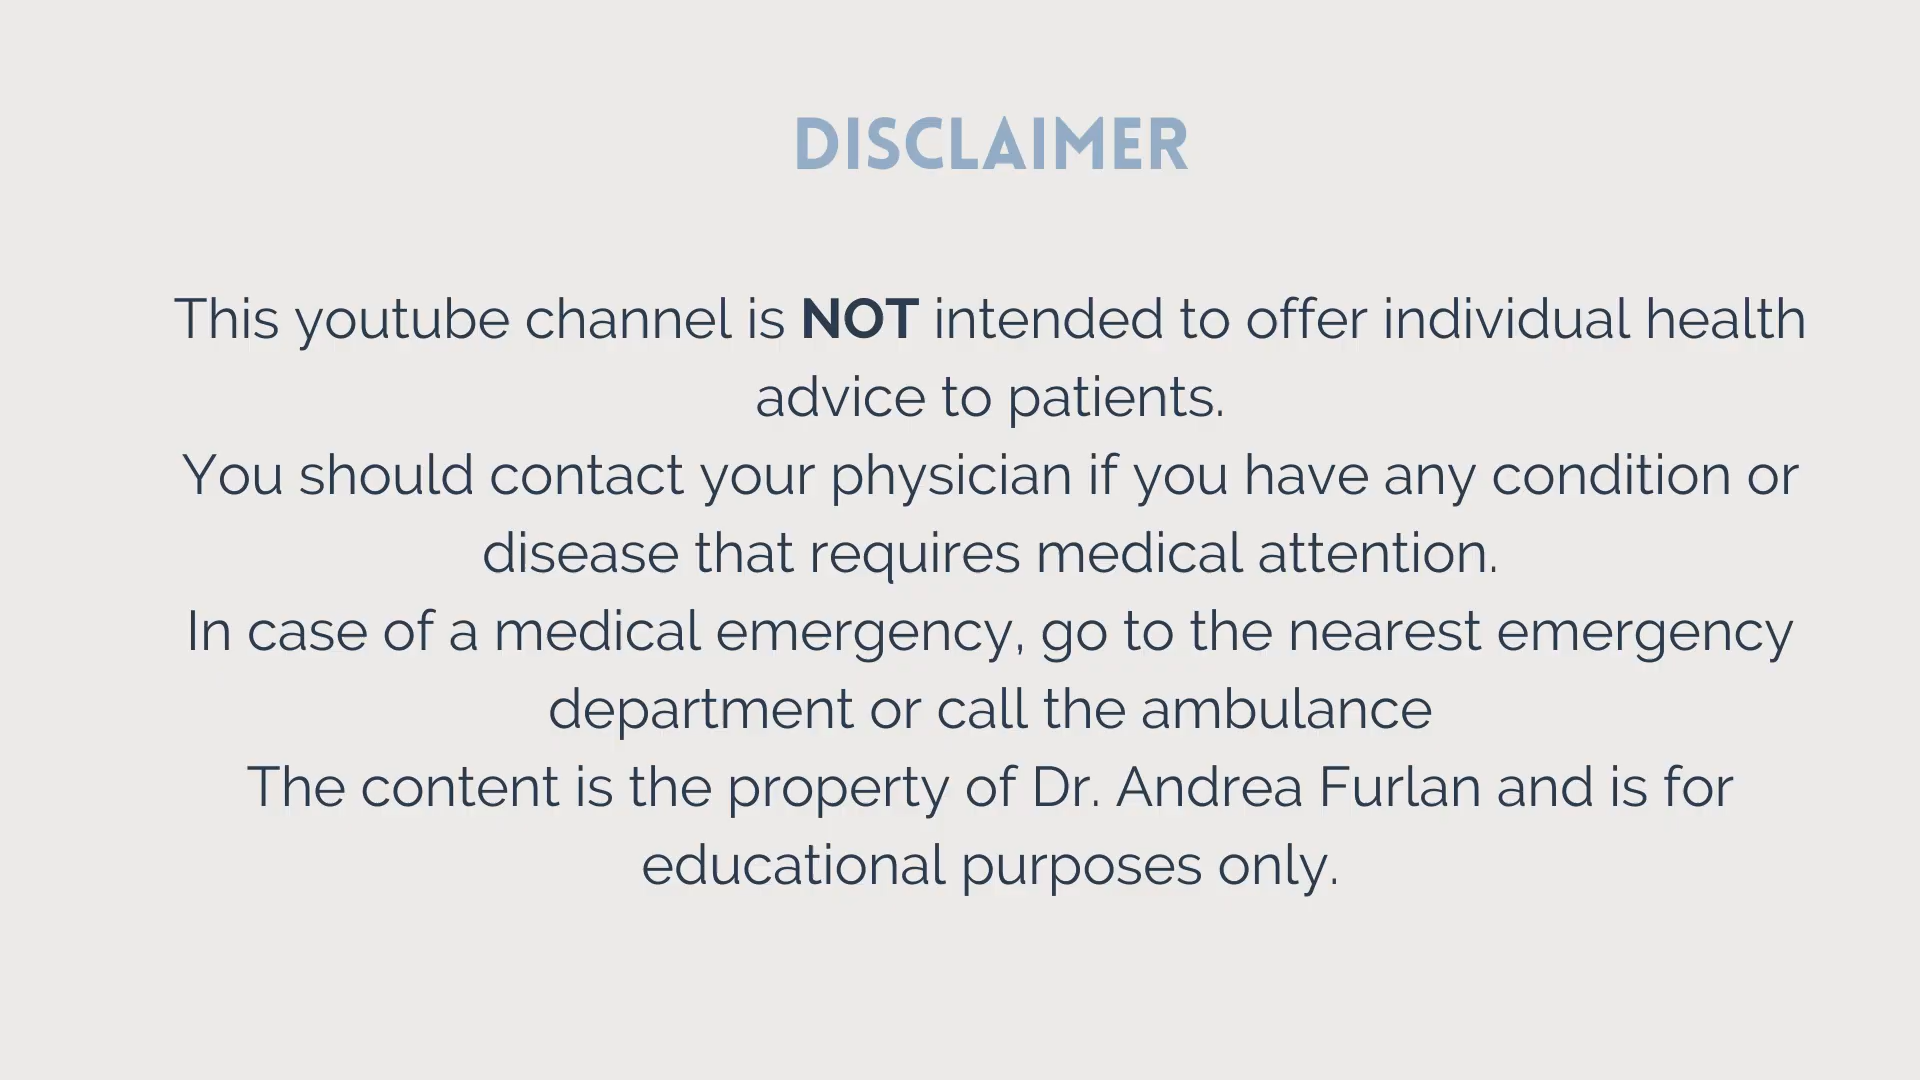 DISCLAIMER
This youtube channel is NOT intended to offer individual health
advice to patients.
You should contact your physician if you have any condition or
disease that requires medical attention.
In case of a medical emergency, go to the nearest emergency
department or call the ambulance
The content is the property of Dr. Andrea Furlan and is for
educational purposes only.